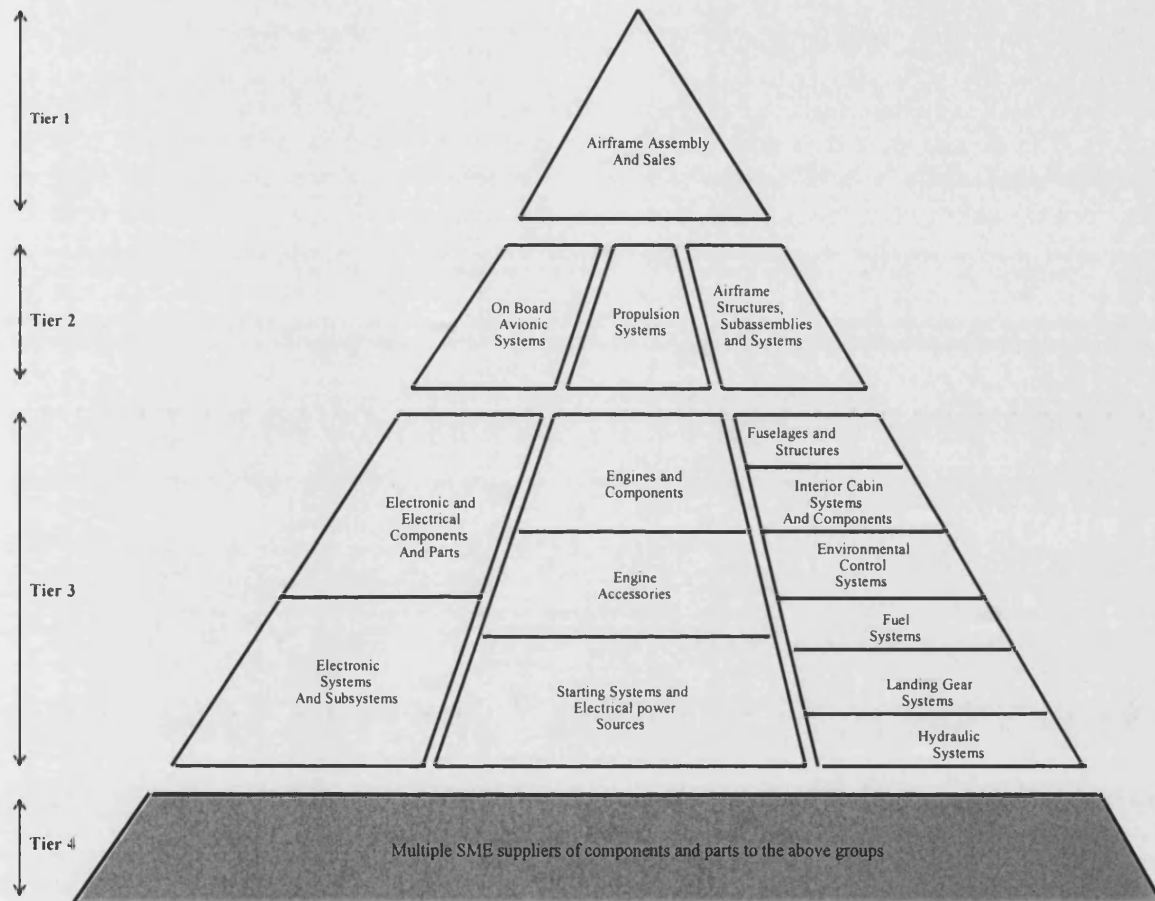 Tier 1
Airframe Assembly
And Sales
Tier 2
On Board
Avionic
Systems
Propulsion
Systems
Airframe
Structures,
Subassemblies
and Systems
Tier 3
Electronic and
Electrical
Components
And Parts
Electronic
Systems
And Subsystems
Engines and
Components
Engine
Accessories
Starting Systems and
Electrical power
Sources
Fuselages and
Structures
Interior Cabin
Systems
And Components
Environmental
Control
Systems
Fuel
Systems
Landing Gear
Systems
Hydraulic
Systems
Tier 4
Multiple SME suppliers of components and parts to the above groups